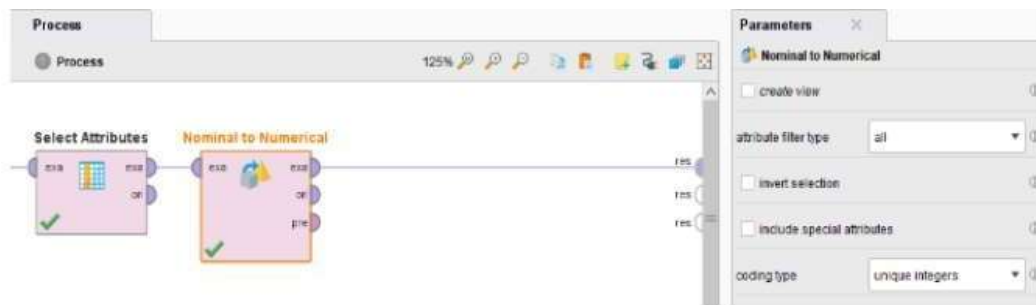 Process
Process
125%
Select Attributes
Nominal to Numerical
exa
exa
ori
exa
exa
ori
pre
res
res
res
Parameters
Nominal to Numerical
create view
attribute filter type
all
invert selection
include special attributes
coding type
unique integers